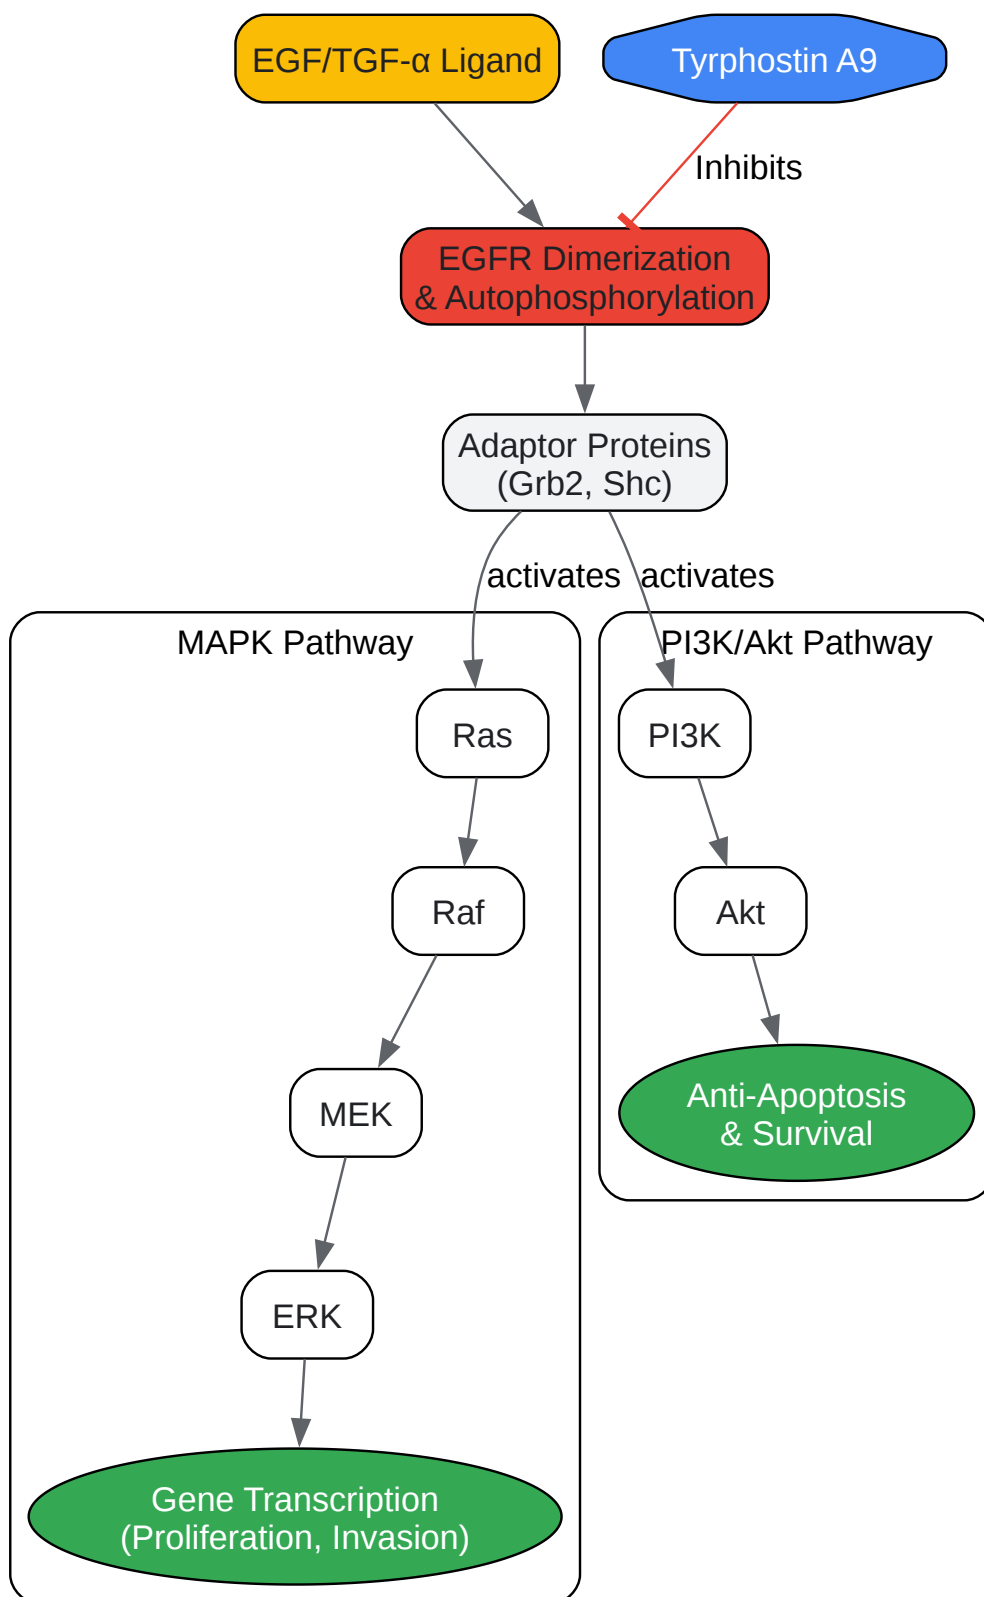 EGF/TGF-α Ligand
Tyrphostin A9
Inhibits
EGFR Dimerization
& Autophosphorylation
Adaptor Proteins
(Grb2, Shc)
activates
activates
MAPK Pathway
PI3K/Akt Pathway
Ras
PI3K
Raf
Akt
MEK
Anti-Apoptosis
& Survival
ERK
Gene Transcription
(Proliferation, Invasion)